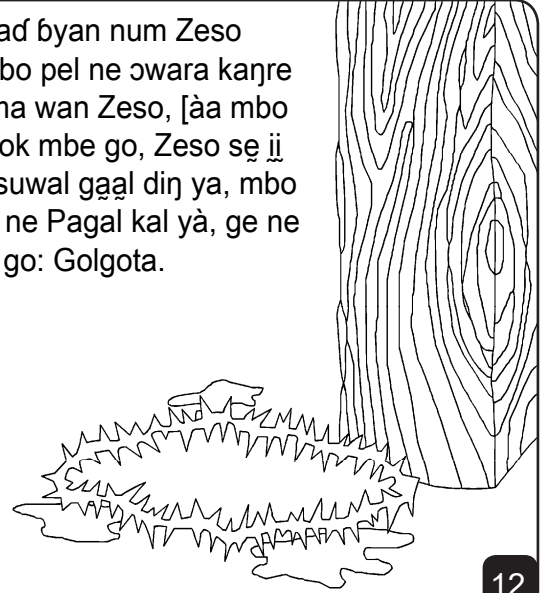 aɗ ɓyan num Zeso
bo pel ne ɔwara kaŋre
na wan Zeso, [àa mbo
ok mbe go, Zeso sḛ ḭḭ
suwal ga̰a̰l diŋ ya, mbo
ne Pagal kal yà, ge ne
go: Golgota.
12